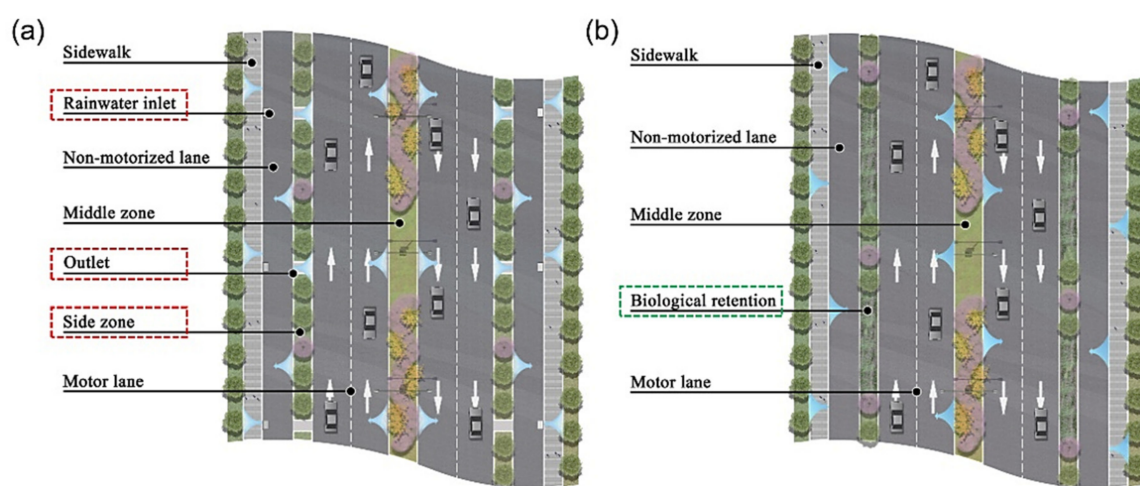 (a)
Sidewalk
Rainwater inlet
Non-motorized lane
Middle zone
Outlet
Side zone
Motor lane
(b)
Sidewalk
Non-motorized lane
Middle zone
Biological retention
Motor lane